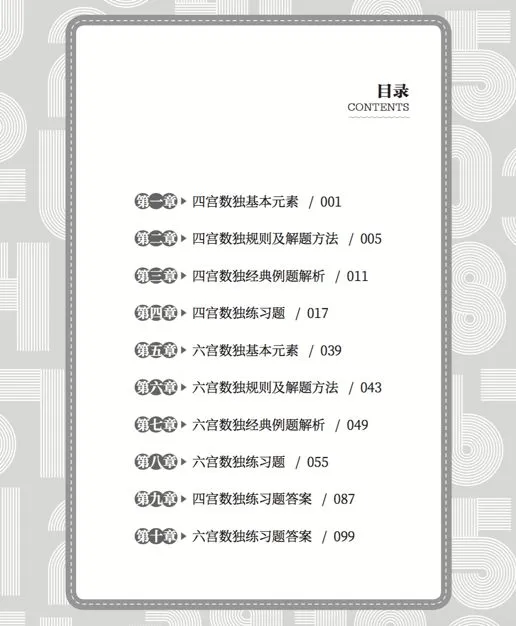 目录
CONTENTS
第一章 四宫数独基本元素 / 001
第二章 四宫数独规则及解题方法 / 005
第三章 四宫数独经典例题解析 / 011
第四章 四宫数独练习题 / 017
第五章 六宫数独基本元素 / 039
第六章 六宫数独规则及解题方法 / 043
第七章 六宫数独经典例题解析 / 049
第八章 六宫数独练习题 / 055
第九章 四宫数独练习题答案 / 087
第十章 六宫数独练习题答案 / 099